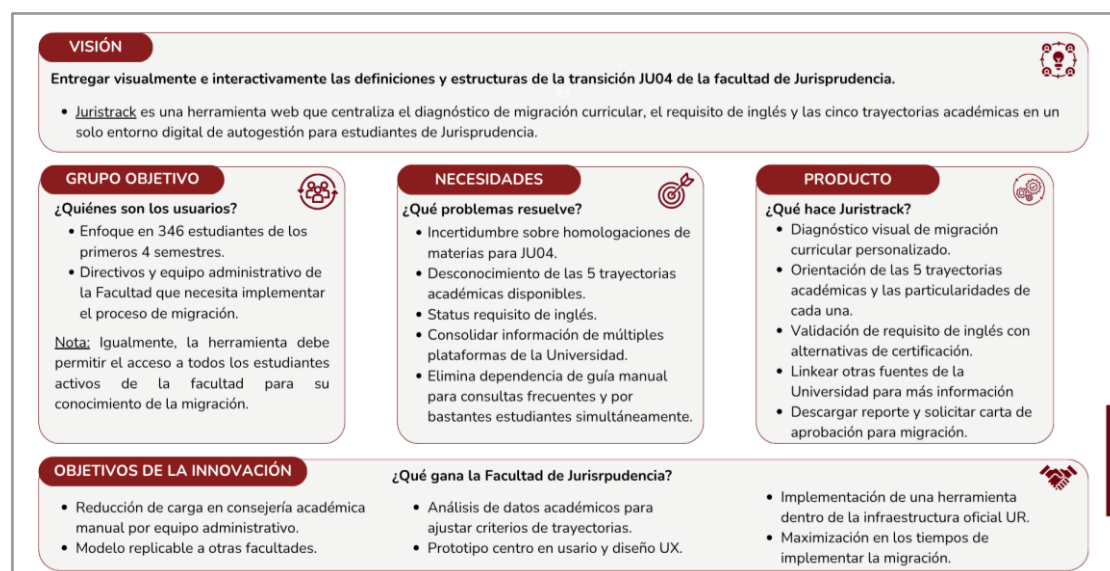 VISIÓN
Entregar visualmente e interactivamente las definiciones y estructuras de la transición JU04 de la facultad de Jurisprudencia.
• Juristrack es una herramienta web que centraliza el diagnóstico de migración curricular, el requisito de inglés y las cinco trayectorias académicas en un
solo entorno digital de autogestión para estudiantes de Jurisprudencia.
GRUPO OBJETIVO
¿Quiénes son los usuarios?
• Enfoque en 346 estudiantes de los
primeros 4 semestres.
• Directivos y equipo administrativo de
la Facultad que necesita implementar
el proceso de migración.
Nota: Igualmente, la herramienta debe
permitir el acceso a todos los estudiantes
activos de la facultad para su
conocimiento de la migración.
NECESIDADES
¿Qué problemas resuelve?
• Incertidumbre sobre homologaciones de
materias para JU04.
• Desconocimiento de las 5 trayectorias
académicas disponibles.
• Status requisito de inglés.
• Consolidar información de múltiples
plataformas de la Universidad.
• Elimina dependencia de guía manual
para consultas frecuentes y por
bastantes estudiantes simultáneamente.
PRODUCTO
¿Qué hace Juristrack?
• Diagnóstico visual de migración
curricular personalizado.
• Orientación de las 5 trayectorias
académicas y las particularidades de
cada una.
• Validación de requisito de inglés con
alternativas de certificación.
• Linkear otras fuentes de la
Universidad para más información
• Descargar reporte y solicitar carta de
aprobación para migración.
OBJETIVOS DE LA INNOVACIÓN
¿Qué gana la Facultad de Jurisrpudencia?
• Reducción de carga en consejería académica
manual por equipo administrativo.
• Modelo replicable a otras facultades.
• Análisis de datos académicos para
ajustar criterios de trayectorias.
• Prototipo centro en usario y diseño UX.
• Implementación de una herramienta
dentro de la infraestructura oficial UR.
• Maximización en los tiempos de
implementar la migración.